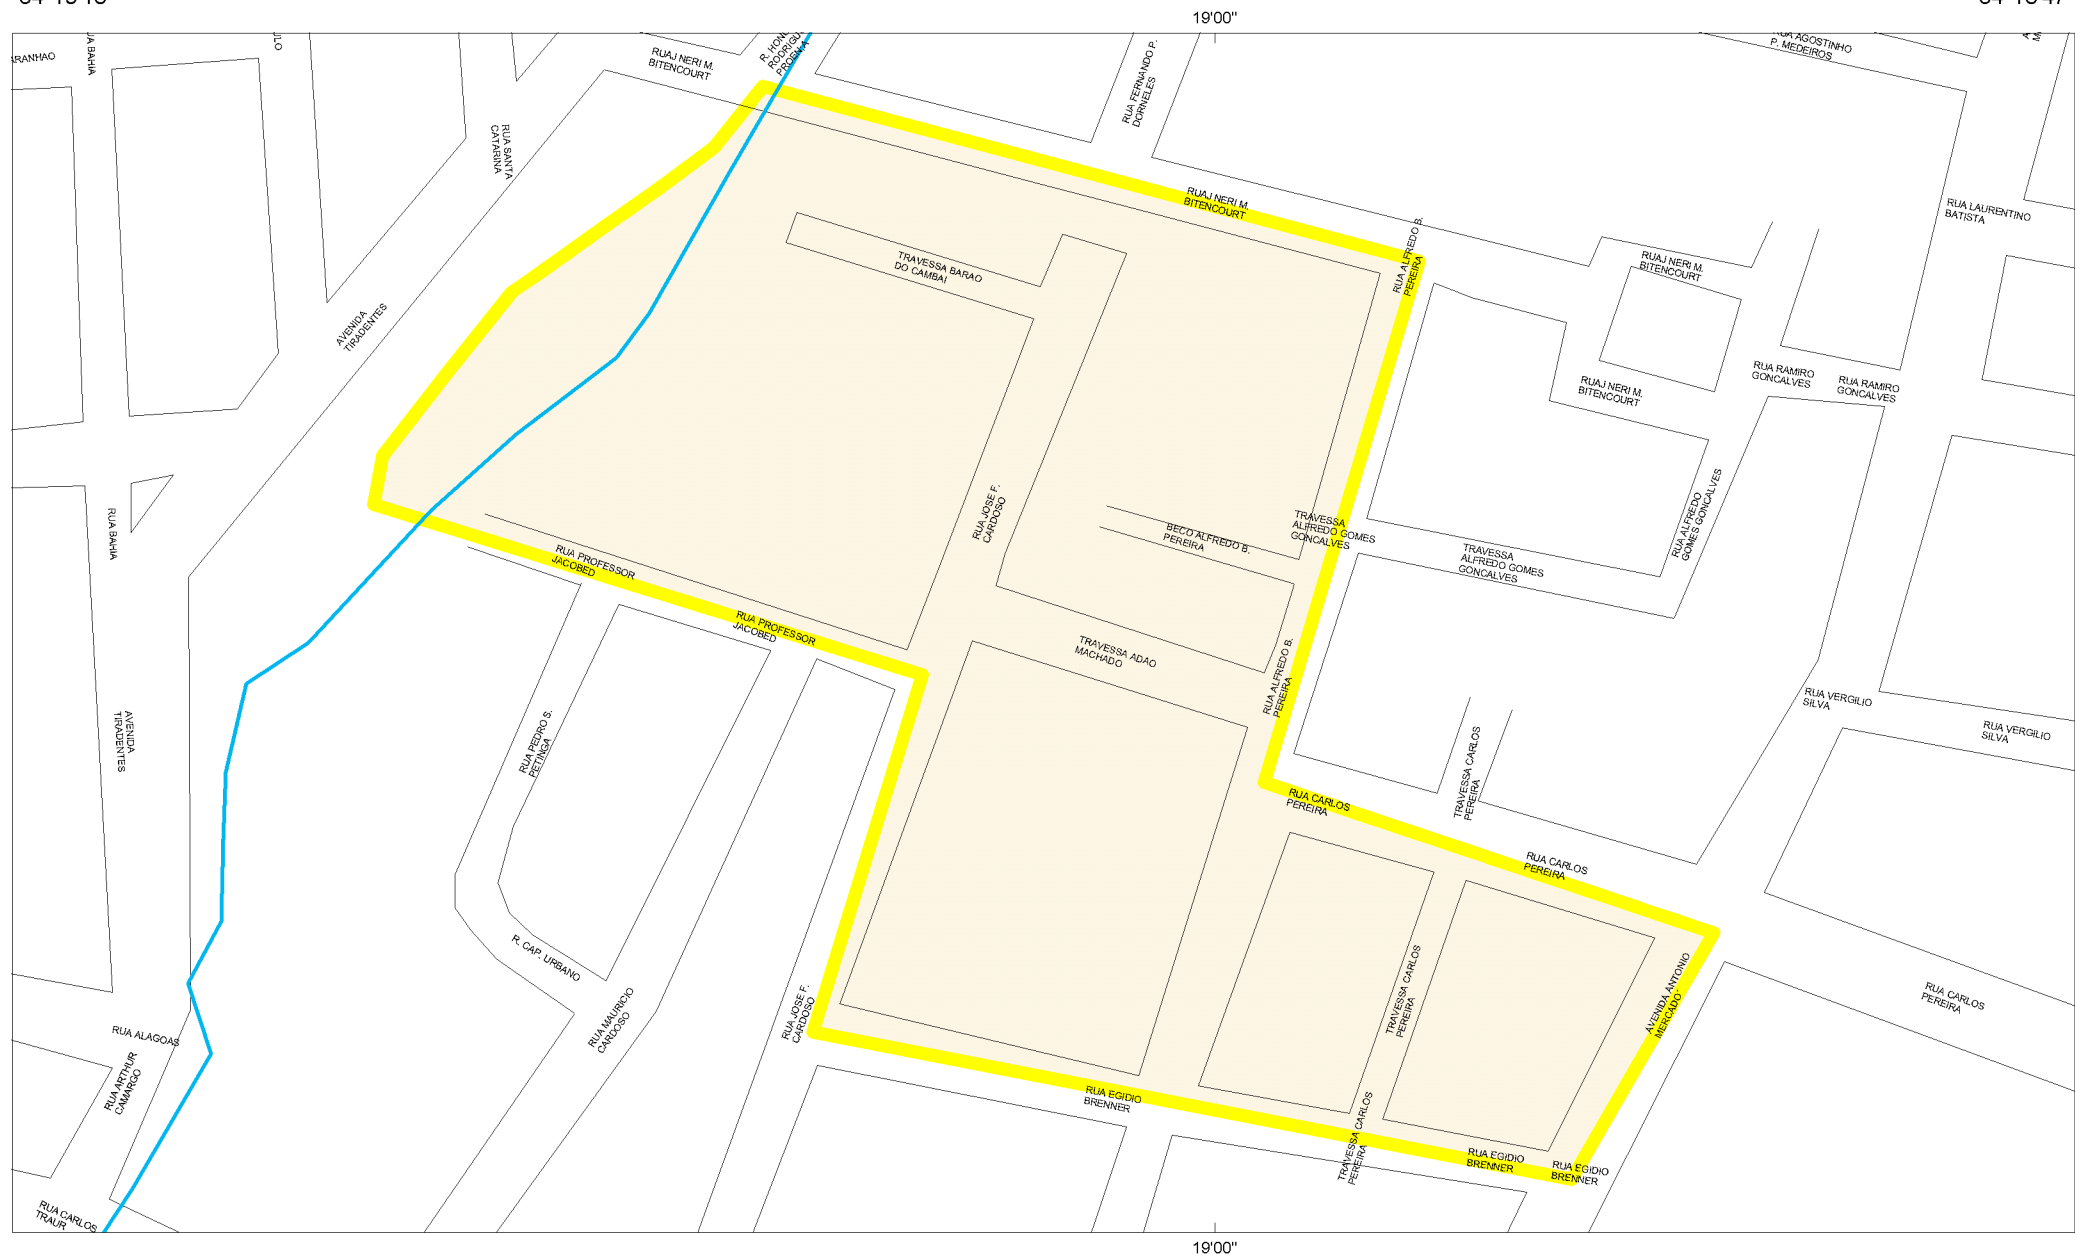 19'00"
RANHAO
RUAJ NERI M.
BITENCOURT
RUA FERNANDO P.
DORNELES
AGOSTINHO
P. MEDEIROS
RUA SANTA
CATARINA
RUAJ NERI M.
BITENCOURT
RUA LAURENTINO
BATISTA
RUA ALFREDO B.
PEREIRA
TRAVESSA BARAO
DO CAMBAI
RUAJ NERI M.
BITENCOURT
AVENIDA
TIRADENTES
RUA RAMIRO
GONCALVES
RUA RAMIRO
GONCALVES
RUAJ NERI M.
BITENCOURT
RUA BAHIA
RUA JOSE F.
CARDOSO
BECO ALFREDO B.
PEREIRA
TRAVESSA
ALFREDO GOMES
GONCALVES
TRAVESSA
ALFREDO GOMES
GONCALVES
RUA ALFREDO
GOMES GONCALVES
RUA PROFESSOR
JACOBED
RUA PROFESSOR
JACOBED
TRAVESSA ADAO
MACHADO
RUA ALFREDO B.
PEREIRA
RUA VERGILIO
SILVA
RUA VERGILIO
SILVA
AVENIDA
TIRADENTES
RUA PEDRO S.
PETINGA
TRAVESSA CARLOS
PEREIRA
RUA CARLOS
PEREIRA
RUA CARLOS
PEREIRA
R. CAP. URBANO
RUA MAURICIO
CARDOSO
RUA JOSE F.
CARDOSO
TRAVESSA CARLOS
PEREIRA
AVENIDA ANTONIO
MERCADO
RUA CARLOS
PEREIRA
RUA ALAGOAS
RUA ARTHUR
CAMARGO
RUA EGIDIO
BRENNER
TRAVESSA CARLOS
PEREIRA
RUA EGIDIO
BRENNER
RUA EGIDIO
BRENNER
RUA CARLOS
TRAUR
19'00"